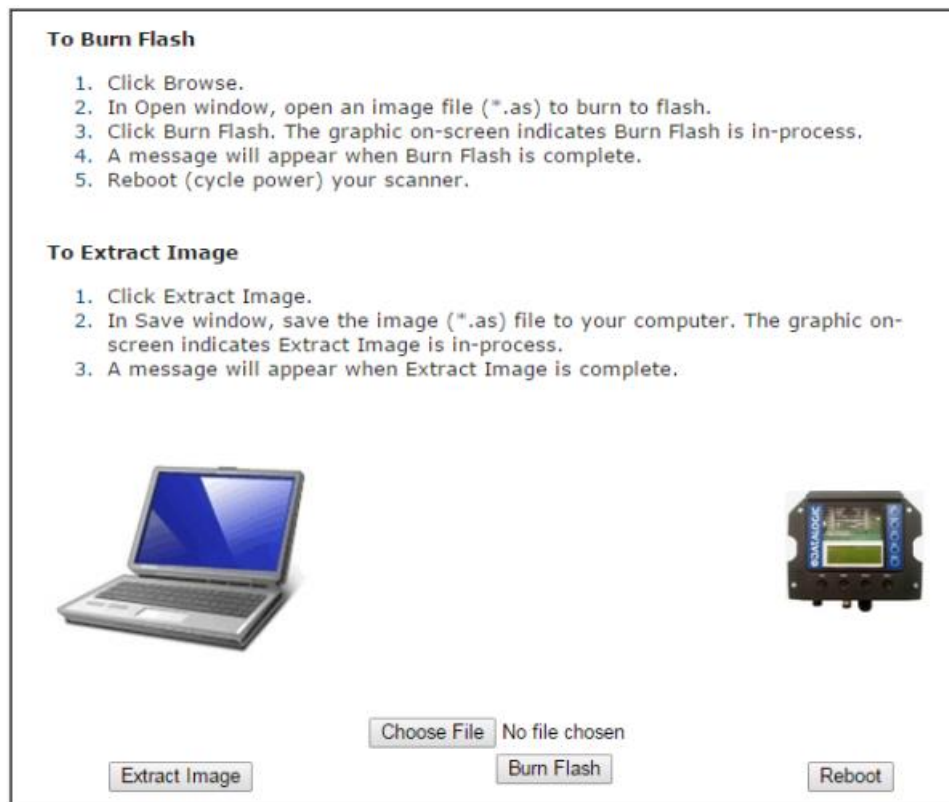 To Burn Flash
1. Click Browse.
2. In Open window, open an image file (*.as) to burn to flash.
3. Click Burn Flash. The graphic on-screen indicates Burn Flash is in-process.
4. A message will appear when Burn Flash is complete.
5. Reboot (cycle power) your scanner.
To Extract Image
1. Click Extract Image.
2. In Save window, save the image (*.as) file to your computer. The graphic on-
screen indicates Extract Image is in-process.
3. A message will appear when Extract Image is complete.
DATALOGIC
Choose File No file chosen
Extract Image
Burn Flash
Reboot